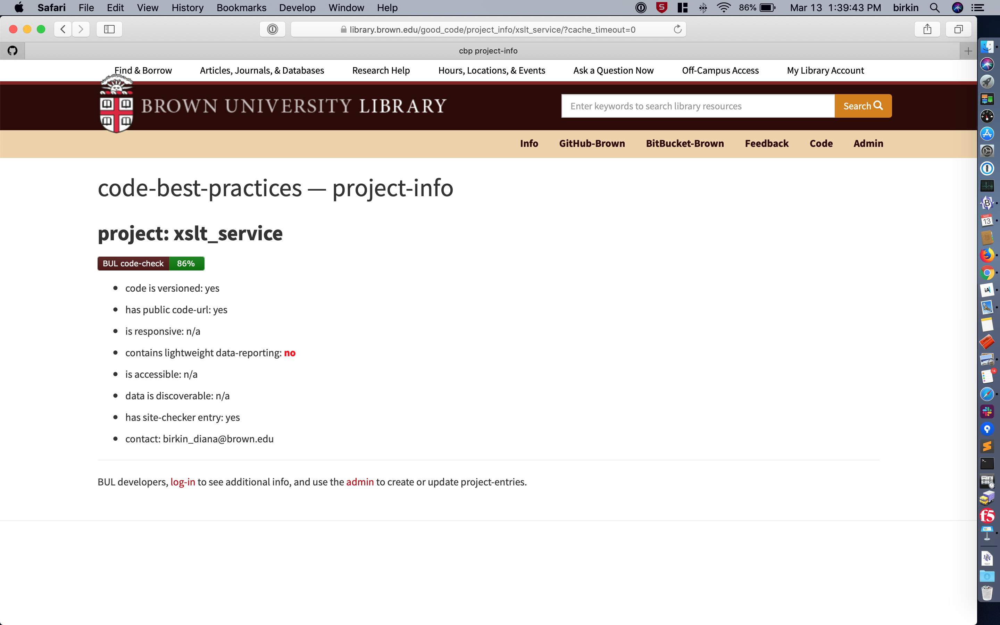 Safari File Edit View History Bookmarks Develop Window Help 86% Mar 13 1:39:43 PM birkin
library.brown.edu/good_code/project_info/xslt_service/?cache_timeout=0
cbp project-info
Find & Borrow Articles, Journals, & Databases Research Help Hours, Locations, & Events Ask a Question Now Off-Campus Access My Library Account
BROWN UNIVERSITY LIBRARY
Enter keywords to search library resources Search
Info GitHub-Brown BitBucket-Brown Feedback Code Admin
code-best-practices — project-info
project: xslt_service
BUL code-check 86%
• code is versioned: yes
• has public code-url: yes
• is responsive: n/a
• contains lightweight data-reporting: no
• is accessible: n/a
• data is discoverable: n/a
• has site-checker entry: yes
• contact: birkin_diana@brown.edu
BUL developers, log-in to see additional info, and use the admin to create or update project-entries.
S
B
MAR
13
iA
14
f5
B
TEXT